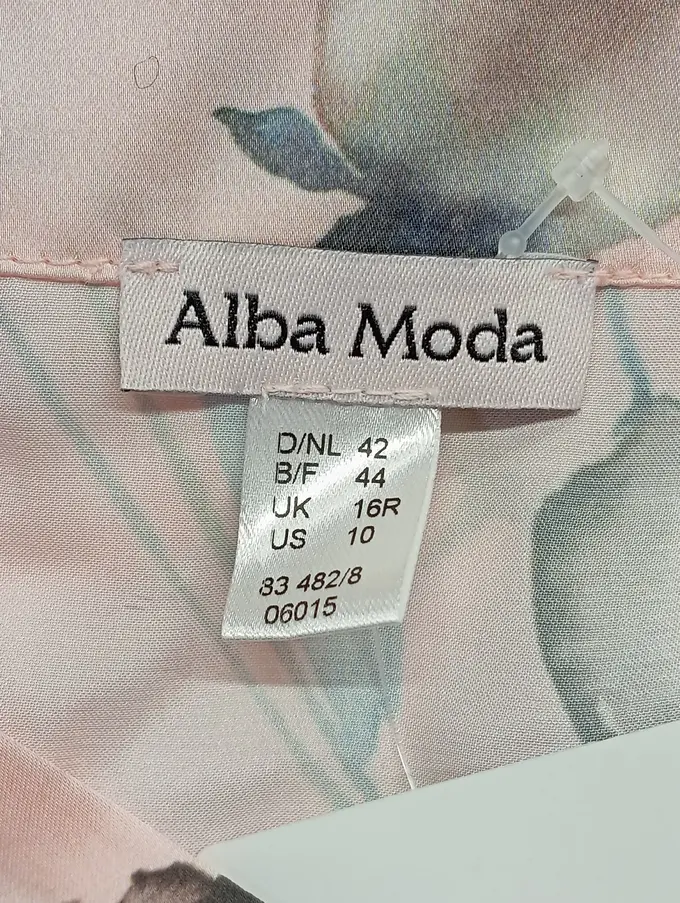 Alba Moda
D/NL 42
B/F 44
UK 16R
US 10
83 482/8
06015